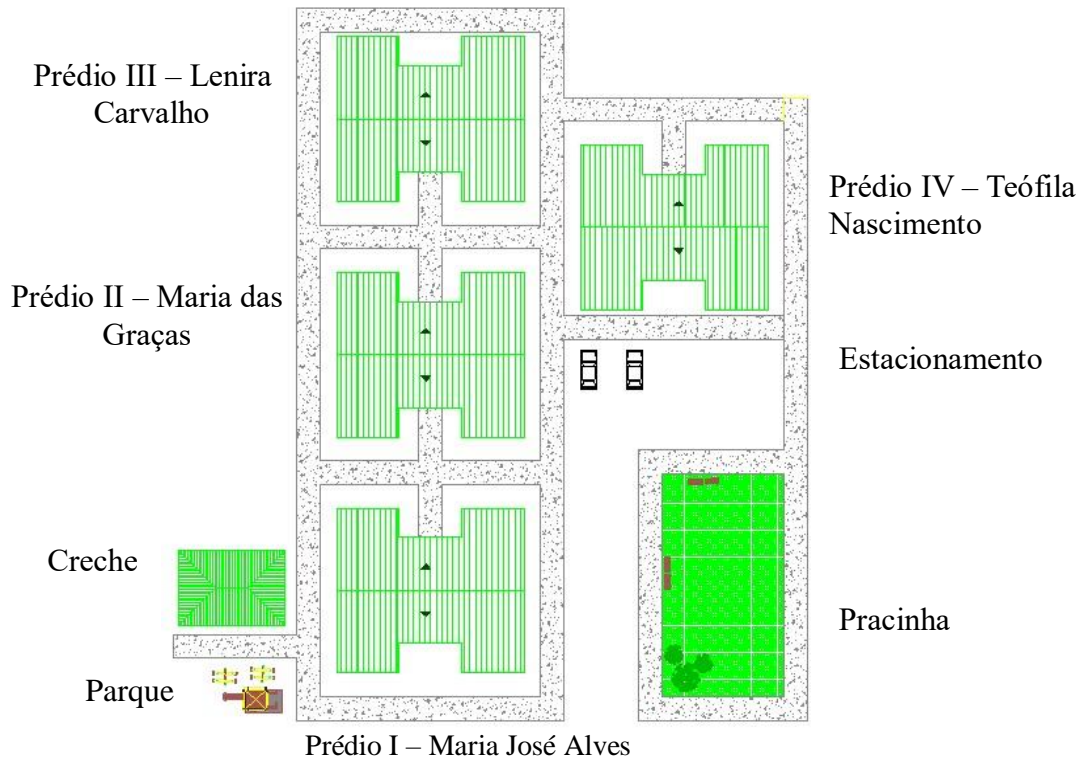 Prédio III – Lenira
Carvalho
Prédio IV – Teófila
Nascimento
Prédio II – Maria das
Graças
Estacionamento
Creche
Pracinha
Parque
Prédio I – Maria José Alves